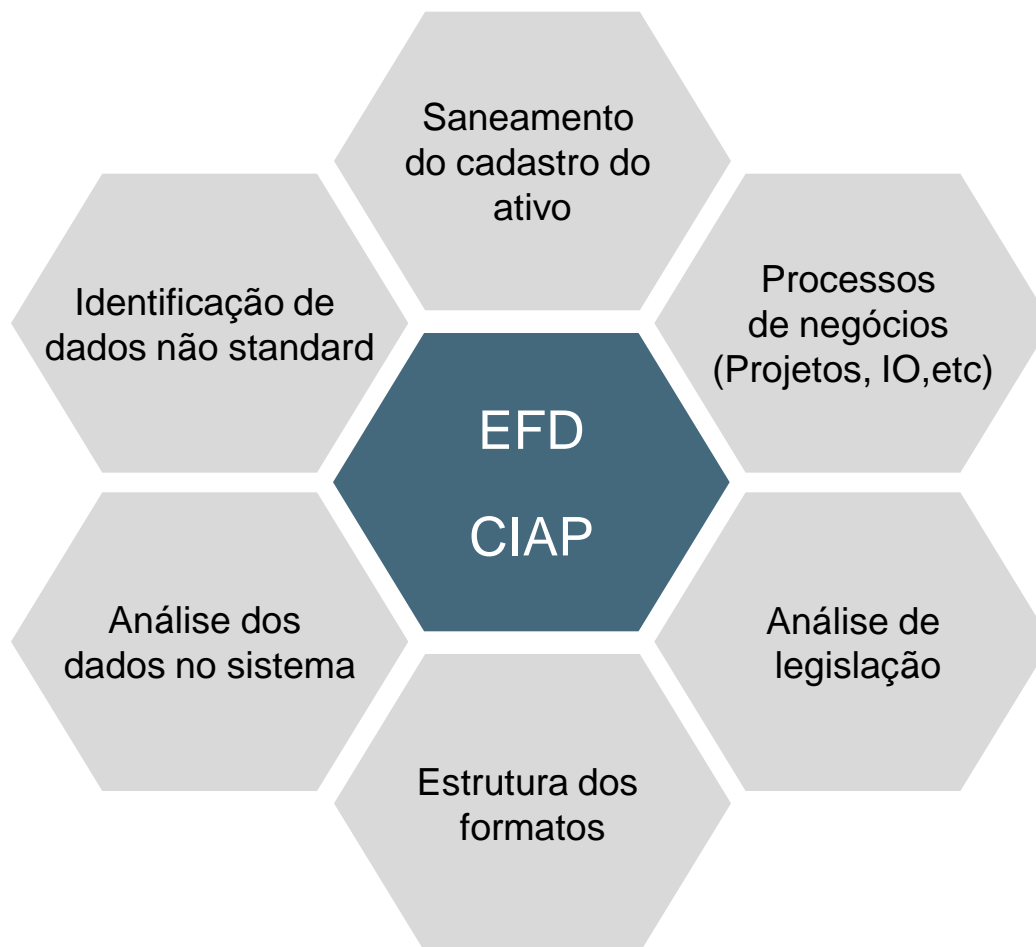 Saneamento
do cadastro do
ativo
Identificação de
dados não standard
Processos
de negócios
(Projetos, IO,etc)
EFD
CIAP
Análise dos
dados no sistema
Análise de
legislação
Estrutura dos
formatos